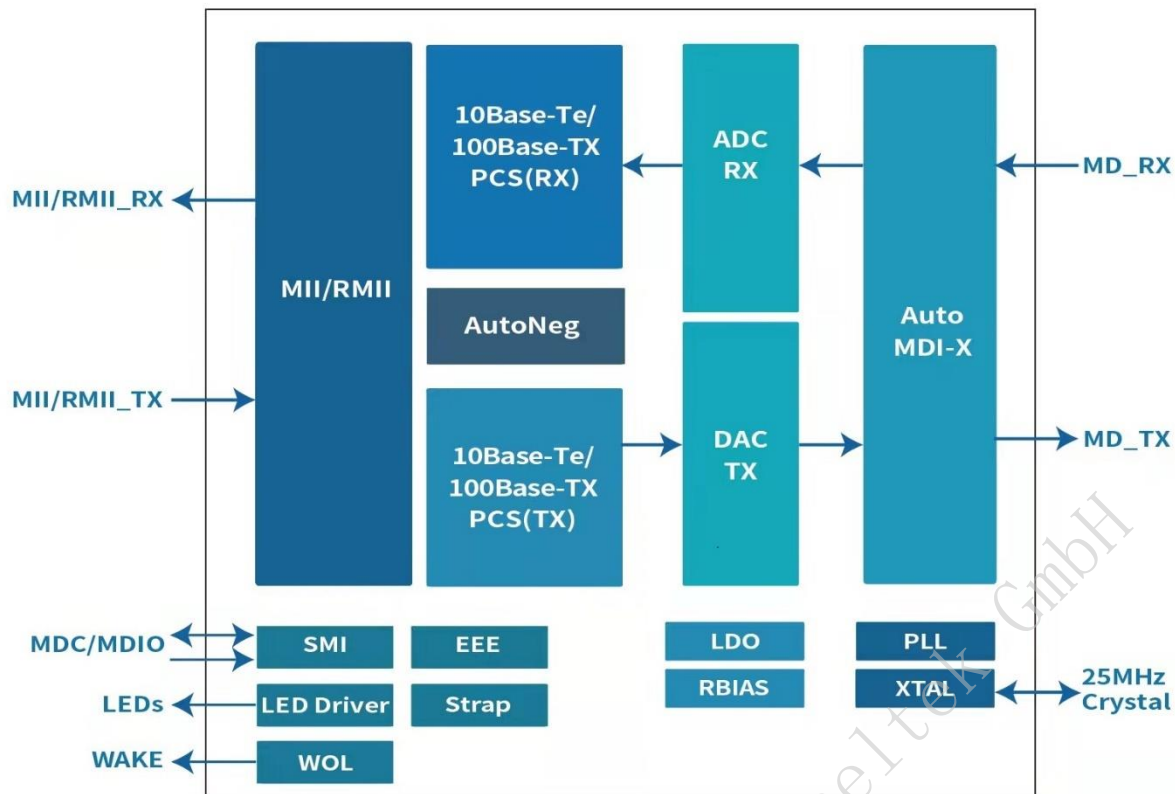 10Base-Te/
100Base-TX
PCS(RX)
ADC
RX
MD_RX
MII/RMII_RX
MII/RMII
AutoNeg
Auto
MDI-X
MII/RMII_TX
10Base-Te/
100Base-TX
PCS(TX)
DAC
TX
MD_TX
MDC/MDIO
SMI
EEE
LDO
PLL
LEDs
LED Driver
Strap
RBIAS
XTAL
25MHz
Crystal
WAKE
WOL
GmbH